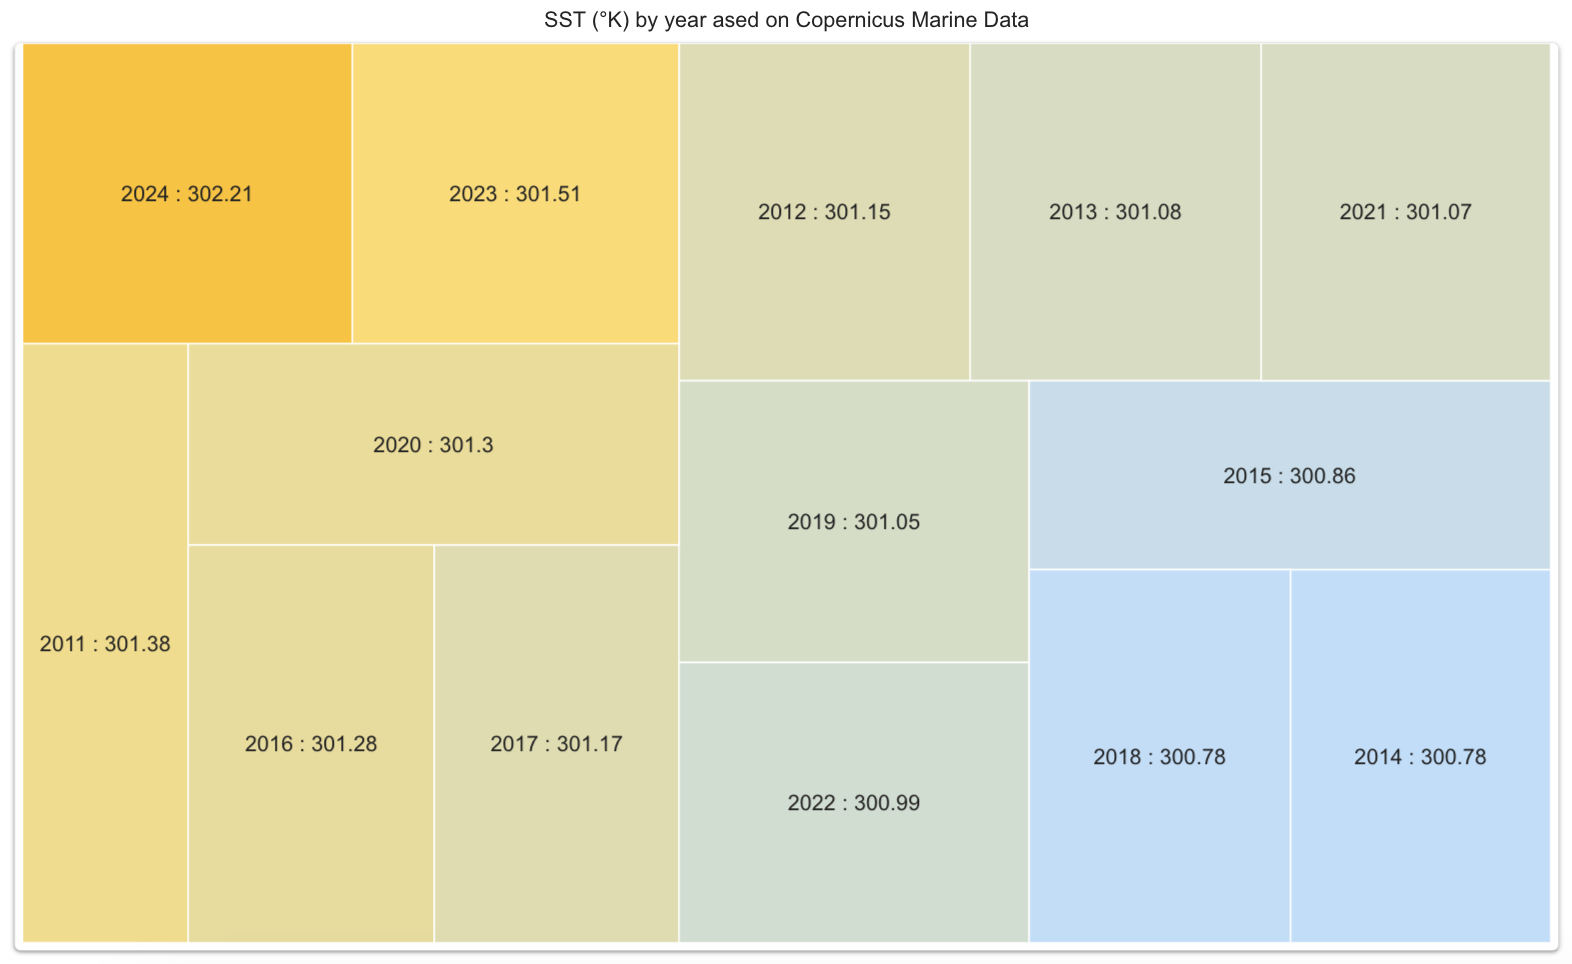 SST (°K) by year ased on Copernicus Marine Data
2024 : 302.21
2023 : 301.51
2012 : 301.15
2013 : 301.08
2021 : 301.07
2020 : 301.3
2015 : 300.86
2019 : 301.05
2011 : 301.38
2016 : 301.28
2017 : 301.17
2018 : 300.78
2014 : 300.78
2022 : 300.99